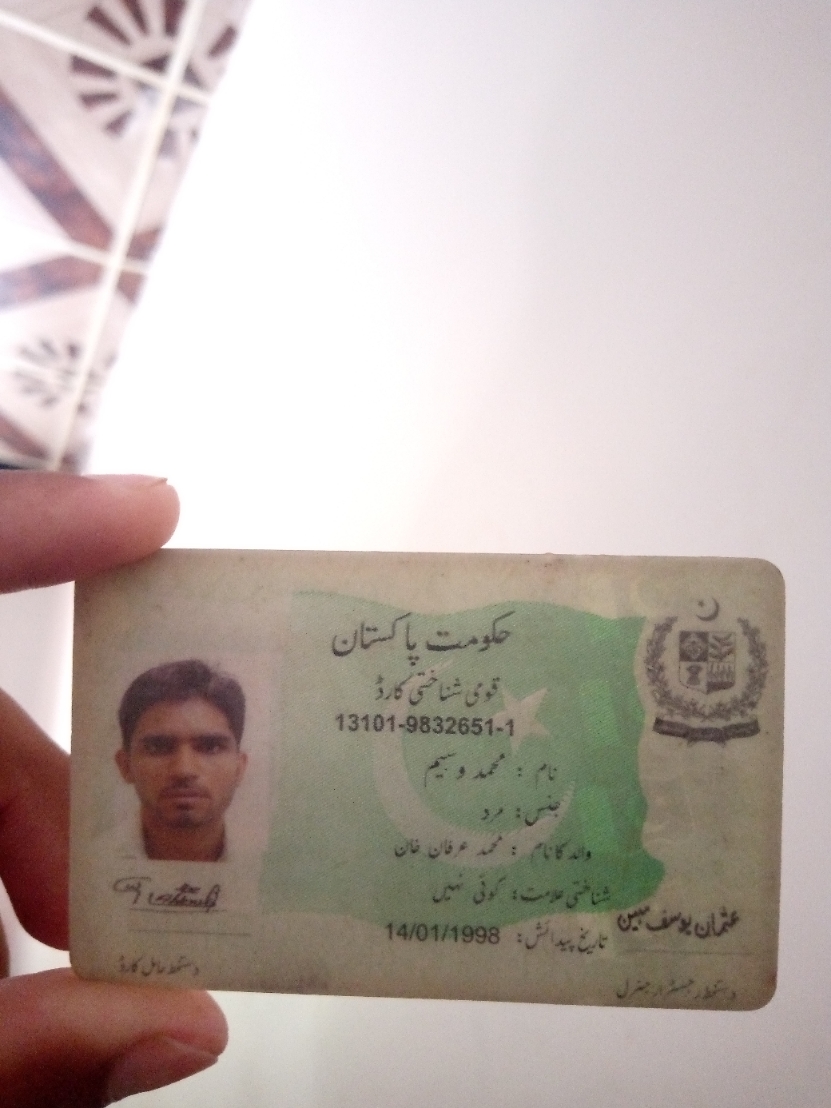 حکومت پاکستان
قومی شناختی کارڈ
13101-9832651-1
نام : محمد وسیم
جنس: مرد
والد کا نام : محمد عرفان خان
شناختی علامت: کوئی نہیں
تاریخ پیدائش: 14/01/1998
عثمان یوسف مبین
دستخط حامل کارڈ
دستخط رجسٹرار جنرل